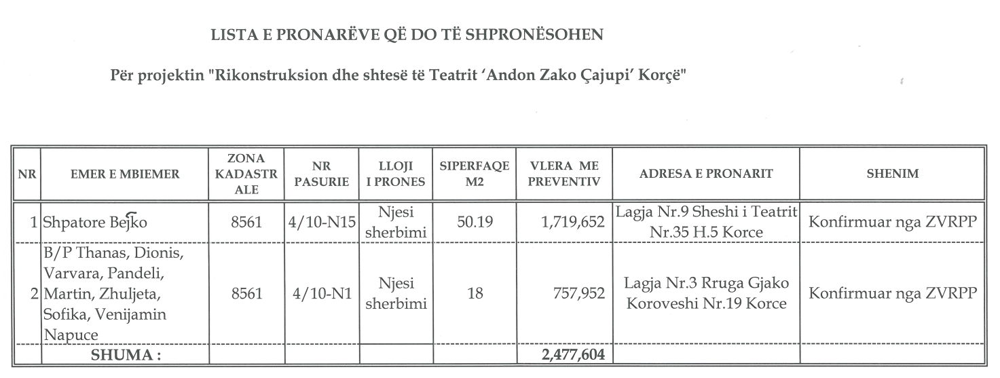 LISTA E PRONARËVE QË DO TË SHPRONËSOHEN
Për projektin "Rikonstruksion dhe shtesë të Teatrit ‘Andon Zako Çajupi’ Korçë"
NR EMER E MBIEMER ZONA KADASTR ALE NR PASURIE LLOJI I PRONES SIPERFAQE M2 VLERA ME PREVENTIV ADRESA E PRONARIT SHENIM
1 Shpatore Bejko 8561 4/10-N15 Njesi sherbimi 50.19 1,719,652 Lagja Nr.9 Sheshi i Teatrit Nr.35 H.5 Korce Konfirmuar nga ZVRPP
2 B/P Thanas, Dionis, Varvara, Pandeli, Martin, Zhuljeta, Sofika, Venijamin Napuce 8561 4/10-N1 Njesi sherbimi 18 757,952 Lagja Nr.3 Rruga Gjako Koroveshi Nr.19 Korce Konfirmuar nga ZVRPP
SHUMA : 2,477,604